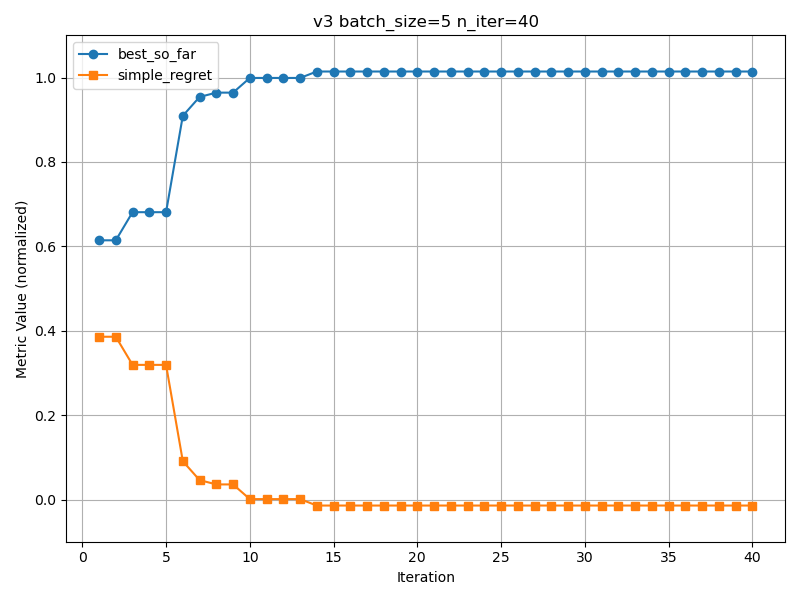 v3 batch_size=5 n_iter=40
best_so_far
simple_regret
Metric Value (normalized)
1.0
0.8
0.6
0.4
0.2
0.0
0 5 10 15 20 25 30 35 40
Iteration